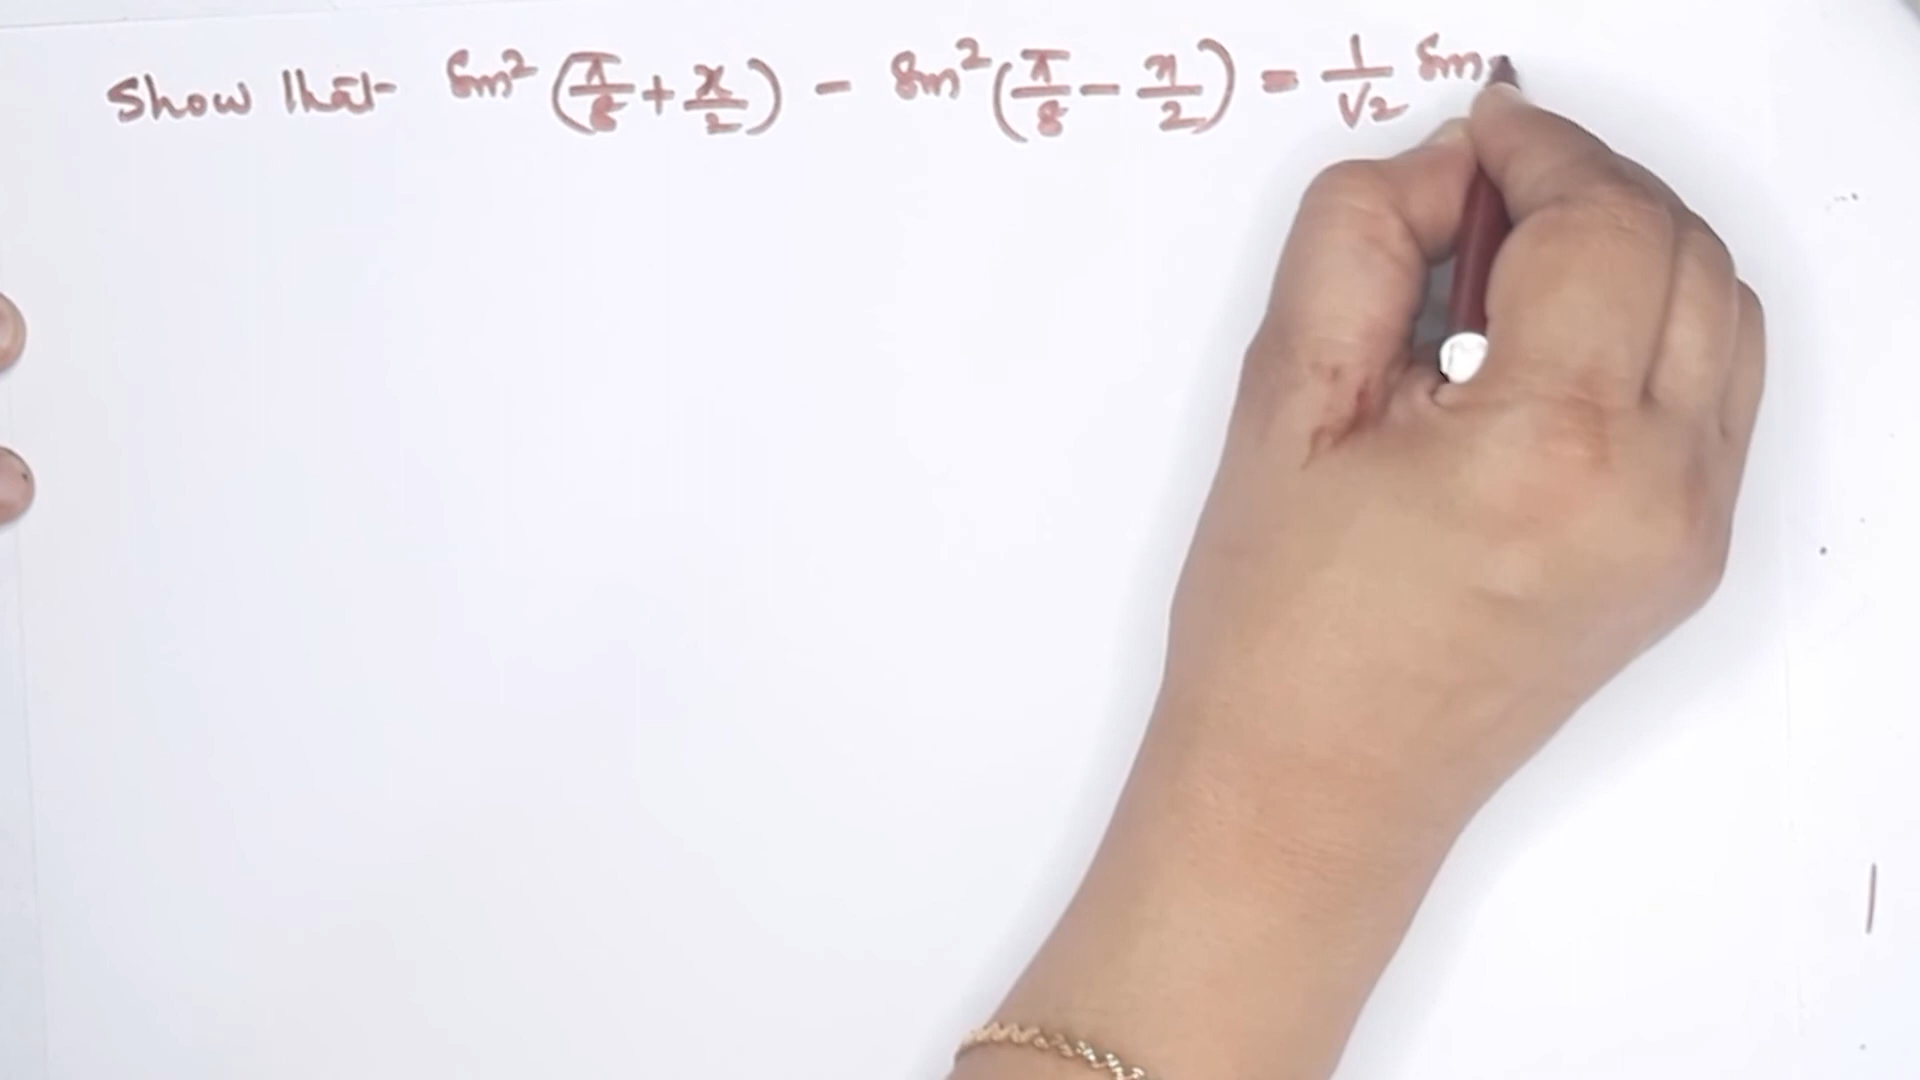 Show that sin² (π/8 + x/2) - sin² (π/8 - x/2) = 1/√2 sin